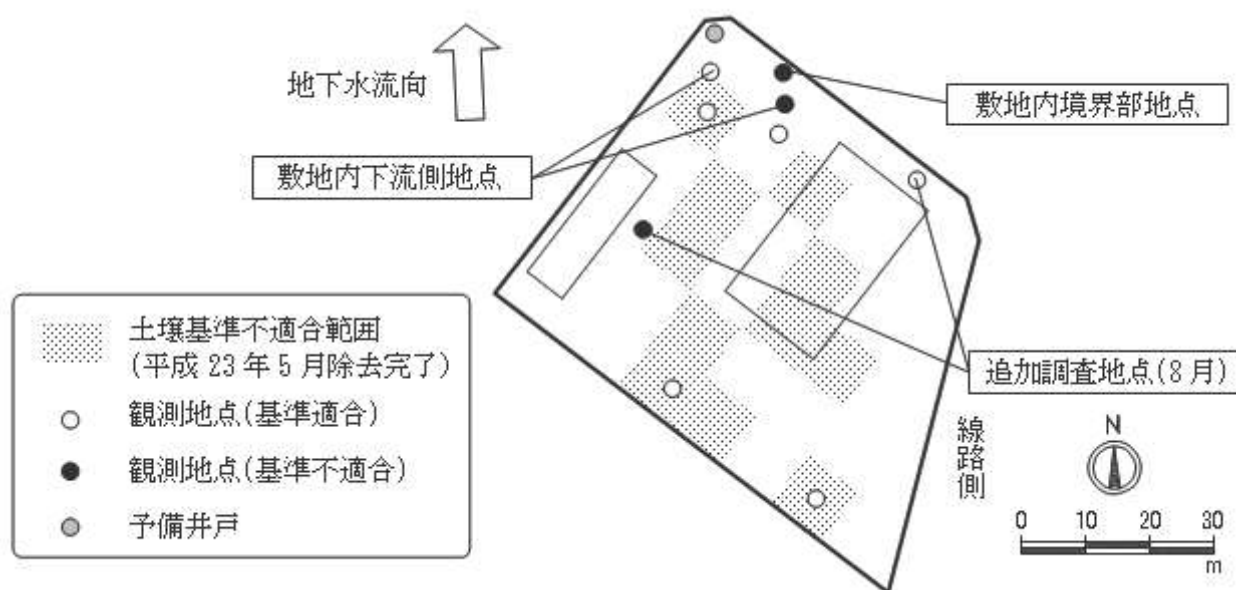 地下水流向
敷地内境界部地点
敷地内下流側地点
土壌基準不適合範囲
(平成 23 年 5 月除去完了)
観測地点(基準適合)
観測地点(基準不適合)
予備井戸
追加調査地点(8 月)
線路側
N
0 10 20 30
m